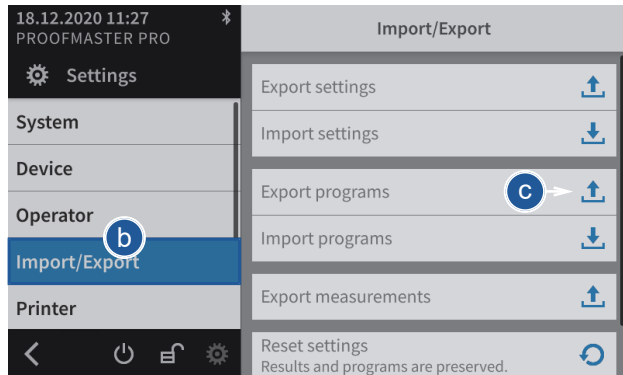 18.12.2020 11:27
PROOFMASTER PRO
Settings
System
Device
Operator
Import/Export
Printer
Import/Export
Export settings
Import settings
Export programs
Import programs
Export measurements
Reset settings
Results and programs are preserved.
b
c